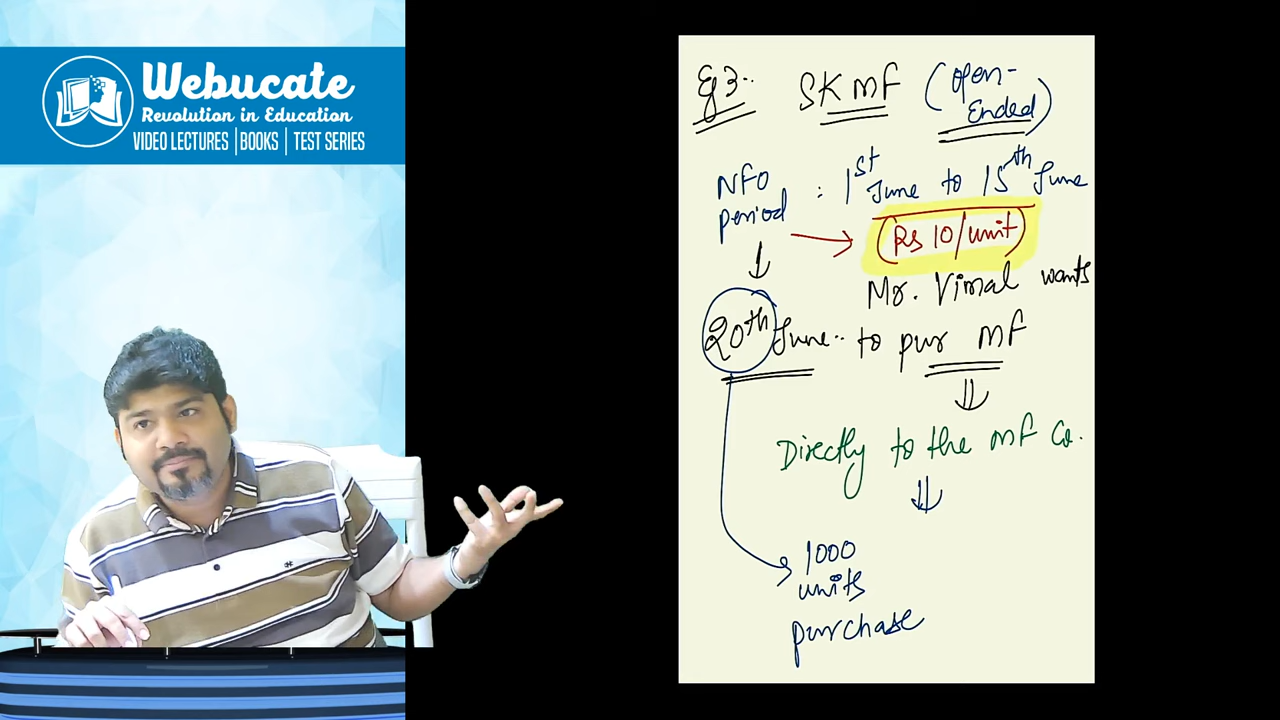 Webucate
Revolution in Education
VIDEO LECTURES | BOOKS | TEST SERIES
Eg 3..
SKMF (Open-
Ended)
NFO
period : 1st June to 15th June
(Rs 10/unit)
Mr. Vimal wants
20th June.. to pur MF
Directly to the MF Co.
1000
units
purchase